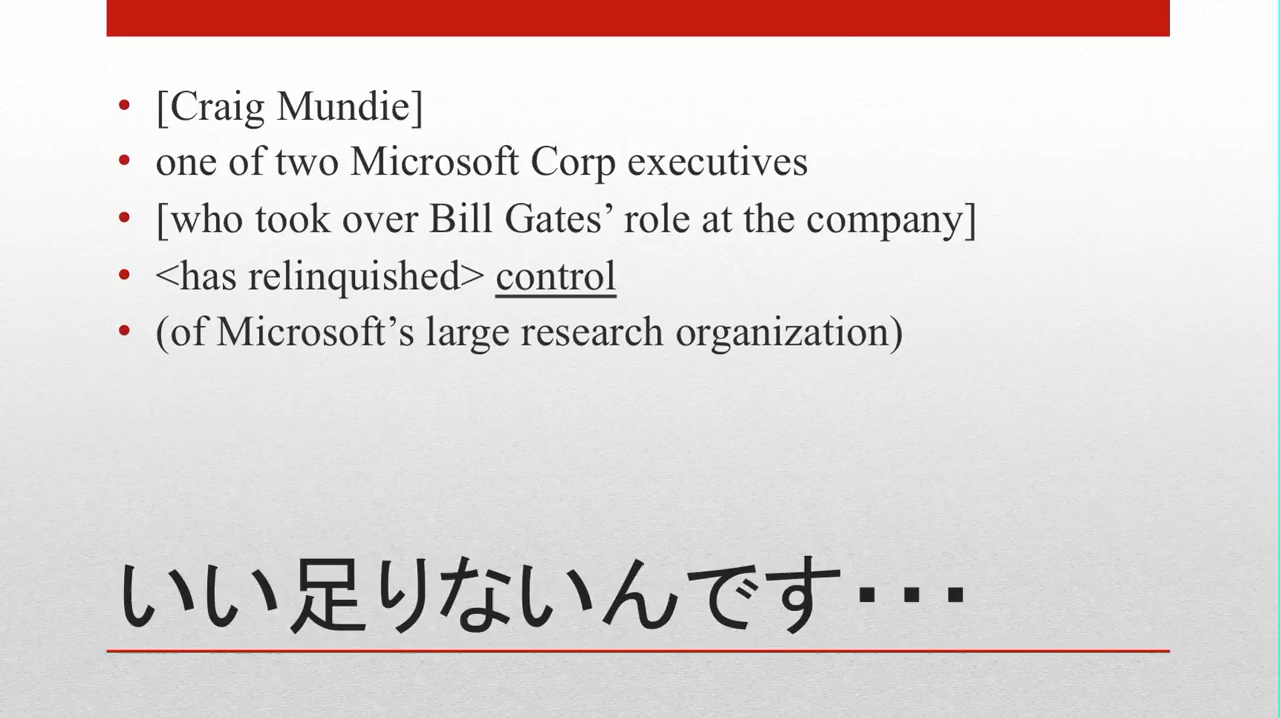 • [Craig Mundie]
• one of two Microsoft Corp executives
• [who took over Bill Gates’ role at the company]
• <has relinquished> control
• (of Microsoft’s large research organization)
いい足りないんです・・・